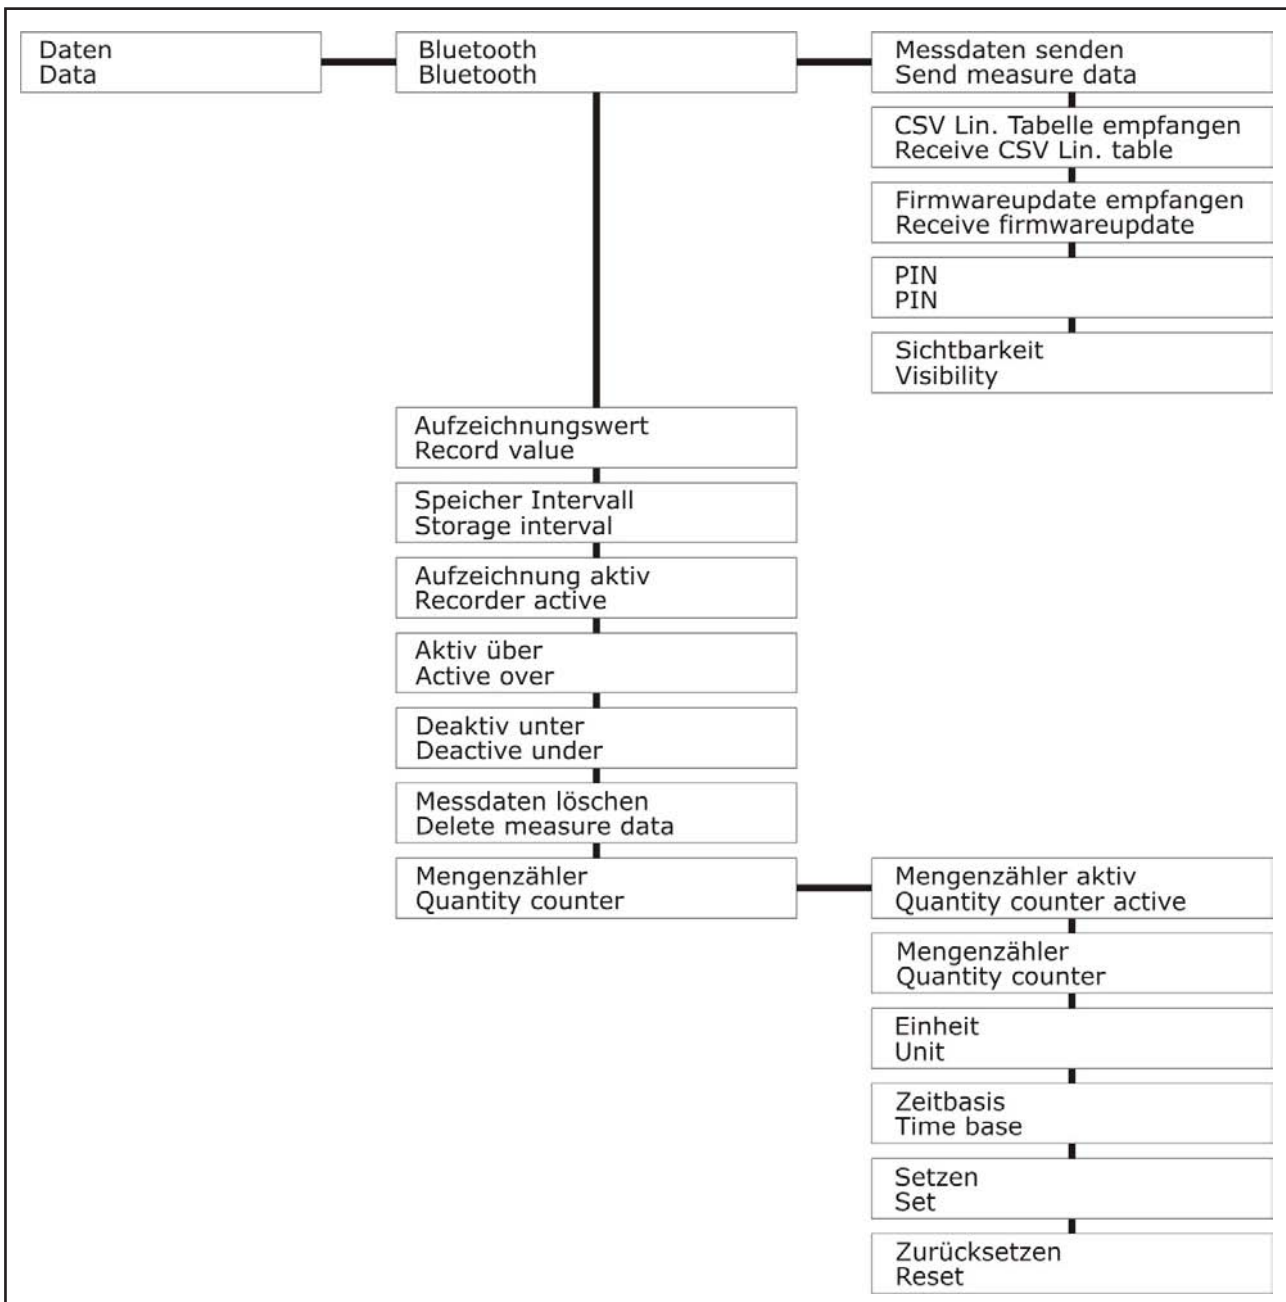 Daten
Data
Bluetooth
Bluetooth
Messdaten senden
Send measure data
CSV Lin. Tabelle empfangen
Receive CSV Lin. table
Firmwareupdate empfangen
Receive firmwareupdate
PIN
PIN
Sichtbarkeit
Visibility
Aufzeichnungswert
Record value
Speicher Intervall
Storage interval
Aufzeichnung aktiv
Recorder active
Aktiv über
Active over
Deaktiv unter
Deactive under
Messdaten löschen
Delete measure data
Mengenzähler
Quantity counter
Mengenzähler aktiv
Quantity counter active
Mengenzähler
Quantity counter
Einheit
Unit
Zeitbasis
Time base
Setzen
Set
Zurücksetzen
Reset